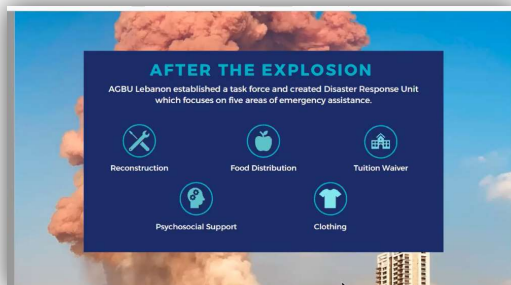 AFTER THE EXPLOSION
AGBU Lebanon established a task force and created Disaster Response Unit
which focuses on five areas of emergency assistance.
Reconstruction
Food Distribution
Tuition Waiver
Psychosocial Support
Clothing